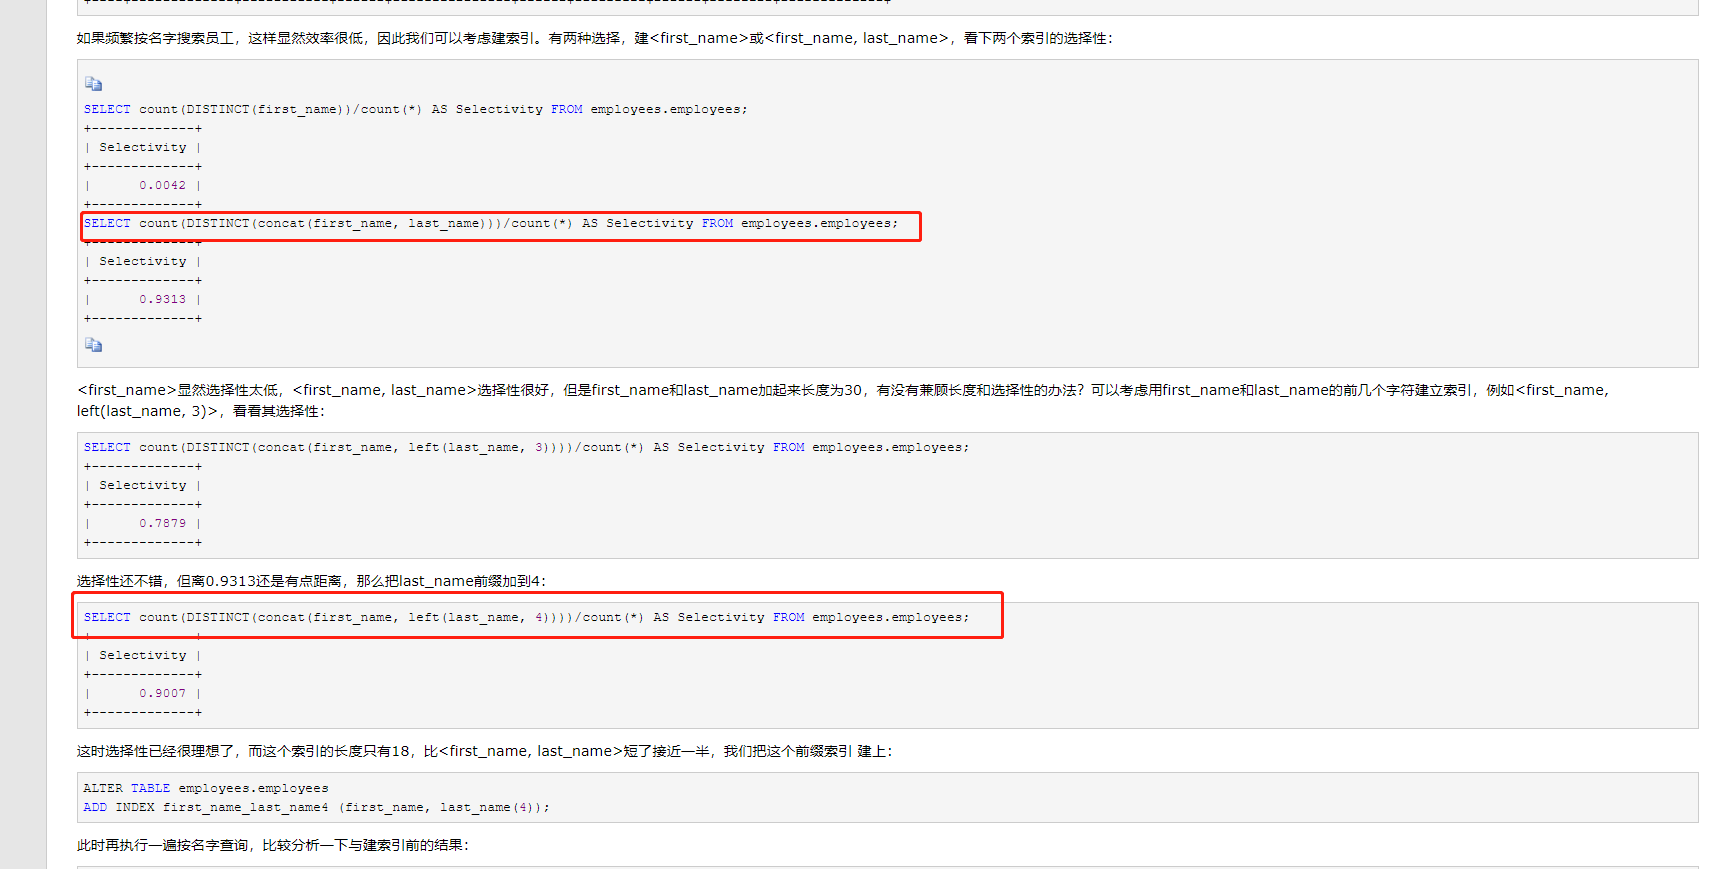 如果频繁按名字搜索员工，这样显然效率很低，因此我们可以考虑建索引。有两种选择，建<first_name>或<first_name, last_name>，看下两个索引的选择性：
SELECT count(DISTINCT(first_name))/count(*) AS Selectivity FROM employees.employees;
+-------------+
| Selectivity |
+-------------+
|      0.0042 |
+-------------+
SELECT count(DISTINCT(concat(first_name, last_name)))/count(*) AS Selectivity FROM employees.employees;
+-------------+
| Selectivity |
+-------------+
|      0.9313 |
+-------------+
<first_name>显然选择性太低，<first_name, last_name>选择性很好，但是first_name和last_name加起来长度为30，有没有兼顾长度和选择性的办法？可以考虑用first_name和last_name的前几个字符建立索引，例如<first_name,
left(last_name, 3)>，看看其选择性：
SELECT count(DISTINCT(concat(first_name, left(last_name, 3))))/count(*) AS Selectivity FROM employees.employees;
+-------------+
| Selectivity |
+-------------+
|      0.7879 |
+-------------+
选择性还不错，但离0.9313还是有点距离，那么把last_name前缀加到4：
SELECT count(DISTINCT(concat(first_name, left(last_name, 4))))/count(*) AS Selectivity FROM employees.employees;
| Selectivity |
+-------------+
|      0.9007 |
+-------------+
这时选择性已经很理想了，而这个索引的长度只有18，比<first_name, last_name>短了接近一半，我们把这个前缀索引 建上：
ALTER TABLE employees.employees
ADD INDEX first_name_last_name4 (first_name, last_name(4));
此时再执行一遍按名字查询，比较分析一下与建索引前的结果：